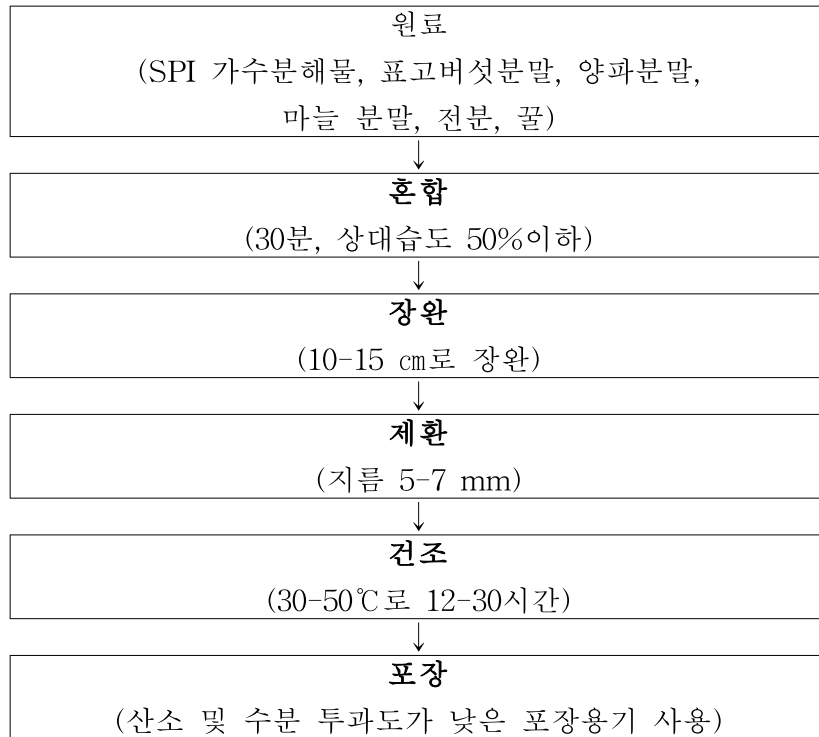 원료
(SPI 가수분해물, 표고버섯분말, 양파분말,
마늘 분말, 전분, 꿀)
↓
혼합
(30분, 상대습도 50%이하)
↓
장완
(10-15 ㎝로 장완)
↓
제환
(지름 5-7 mm)
↓
건조
(30-50℃로 12-30시간)
↓
포장
(산소 및 수분 투과도가 낮은 포장용기 사용)